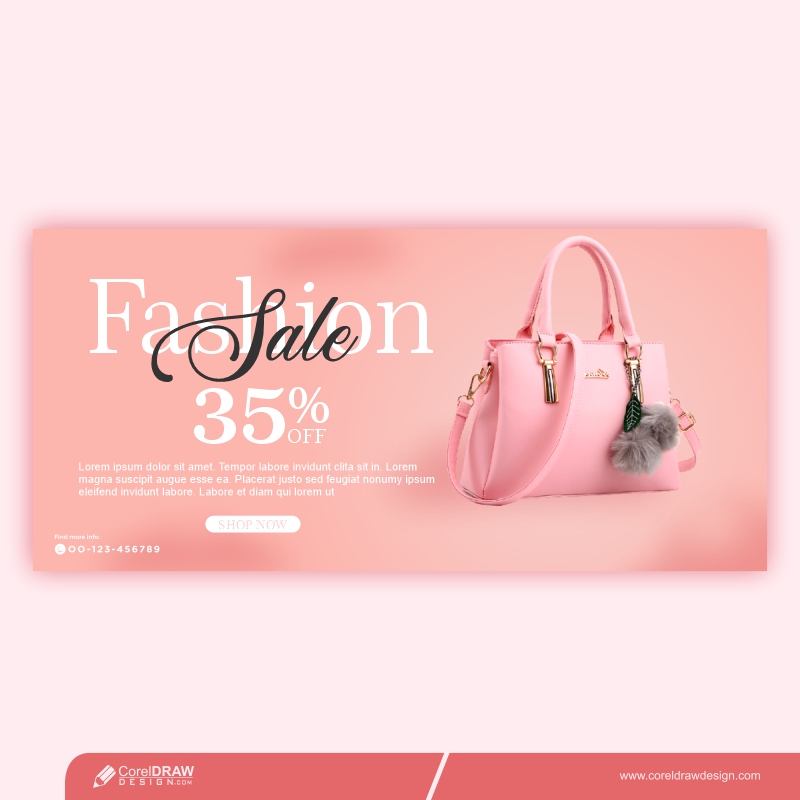 Fashion
Sale
35%
OFF
Lorem ipsum dolor sit amet. Tempor labore invidunt clita sit in. Lorem
magna suscipit augue esse ea. Placerat justo sed feugiat nonumy ipsum
eleifend invidunt labore. Labore et diam qui lorem ut
SHOP NOW
Find more info.
OO-123-456789
CorelDRAW
DESIGN.COM
www.coreldrawdesign.com